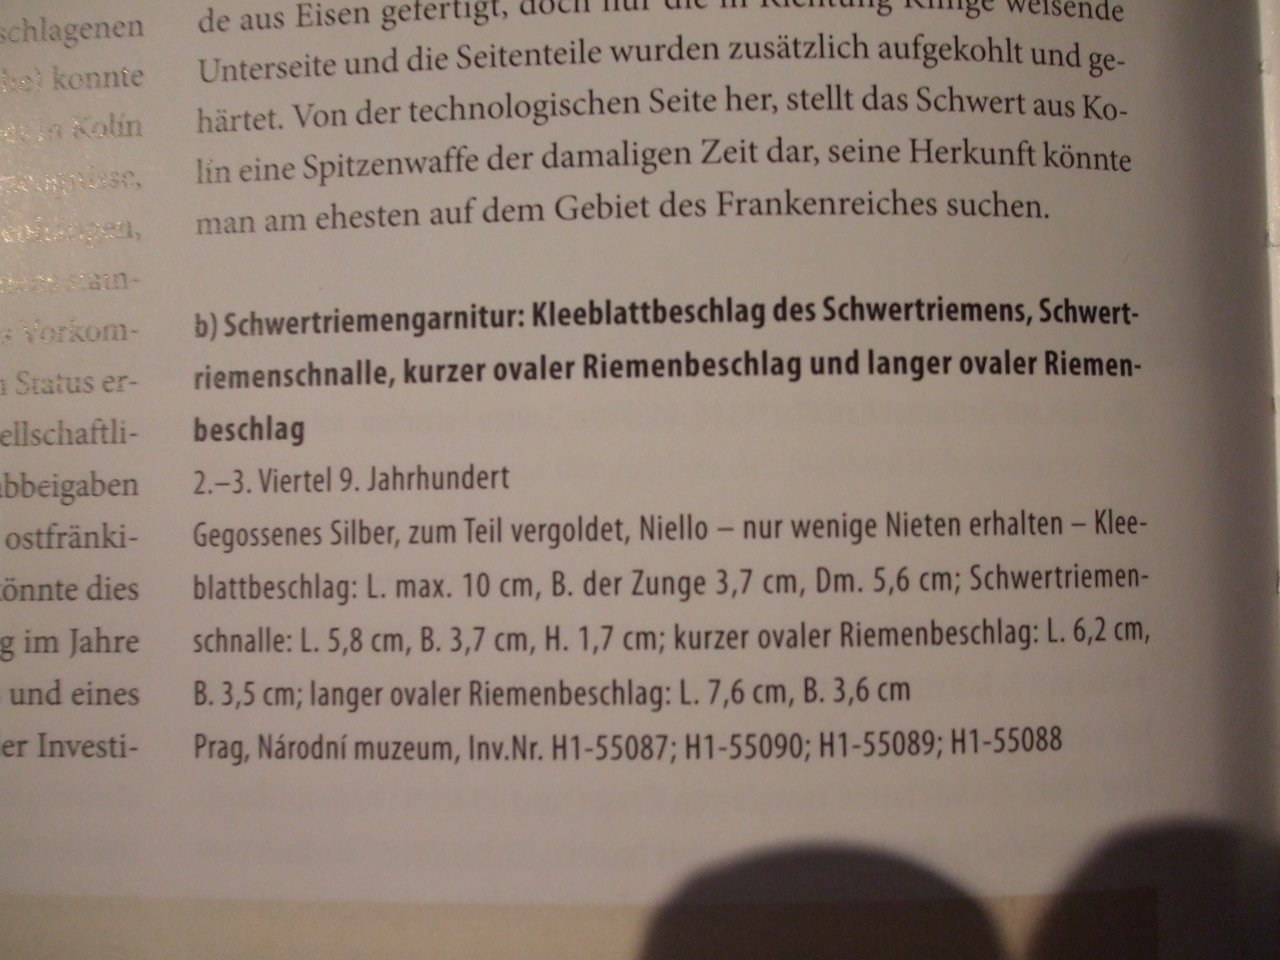 schlagenen
konnte
in Kolín
stam-
Vorkom-
Status er-
ellschaftli-
bbeigaben
ostfränki-
könnte dies
g im Jahre
und eines
der Investi-
de aus Eisen gefertigt, doch nur die in Richtung Klinge weisende
Unterseite und die Seitenteile wurden zusätzlich aufgekohlt und ge-
härtet. Von der technologischen Seite her, stellt das Schwert aus Ko-
lín eine Spitzenwaffe der damaligen Zeit dar, seine Herkunft könnte
man am ehesten auf dem Gebiet des Frankenreiches suchen.
b) Schwertriemengarnitur: Kleeblattbeschlag des Schwertriemens, Schwert-
riemenschnalle, kurzer ovaler Riemenbeschlag und langer ovaler Riemen-
beschlag
2.–3. Viertel 9. Jahrhundert
Gegossenes Silber, zum Teil vergoldet, Niello – nur wenige Nieten erhalten – Klee-
blattbeschlag: L. max. 10 cm, B. der Zunge 3,7 cm, Dm. 5,6 cm; Schwertriemen-
schnalle: L. 5,8 cm, B. 3,7 cm, H. 1,7 cm; kurzer ovaler Riemenbeschlag: L. 6,2 cm,
B. 3,5 cm; langer ovaler Riemenbeschlag: L. 7,6 cm, B. 3,6 cm
Prag, Národní muzeum, Inv.Nr. H1-55087; H1-55090; H1-55089; H1-55088